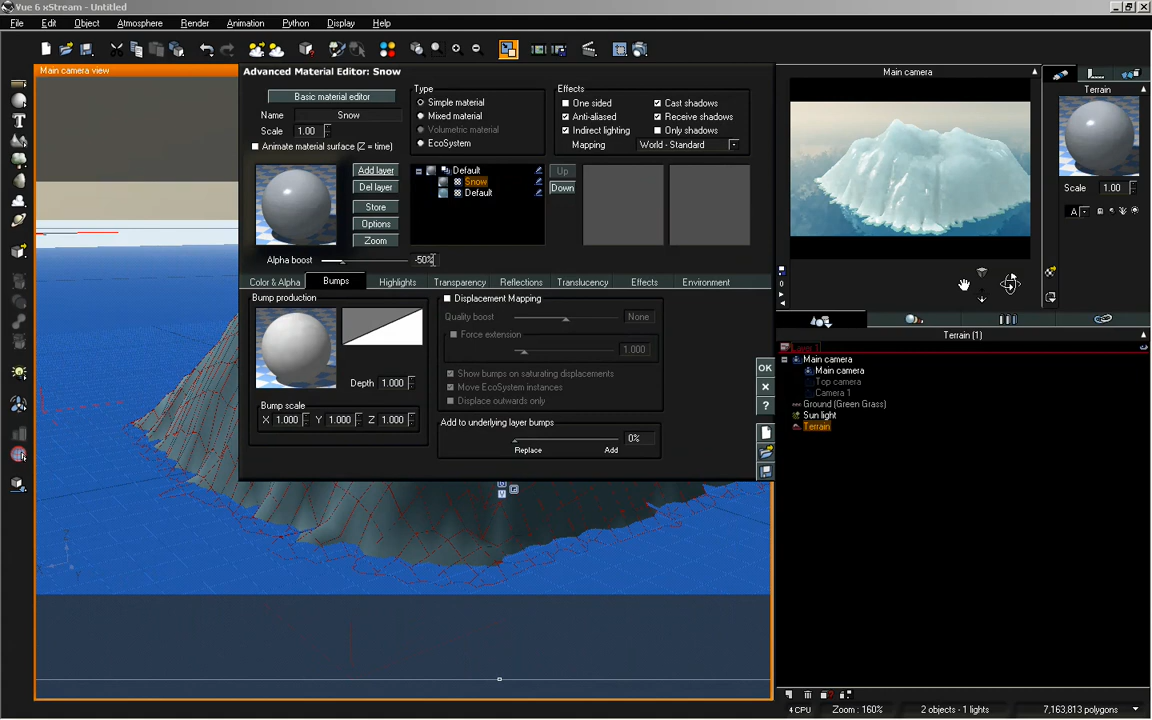 Vue 6 xStream - Untitled
File Edit Object Atmosphere Render Animation Python Display Help
Main camera view
Advanced Material Editor: Snow
Basic material editor
Name Snow
Scale 1.00
Animate material surface (Z = time)
Type
Simple material
Mixed material
Volumetric material
EcoSystem
Effects
One sided Cast shadows
Anti-aliased Receive shadows
Indirect lighting Only shadows
Mapping World - Standard
Add layer
Del layer
Store
Options
Zoom
Default
Snow
Default
Up
Down
Alpha boost -50%
Color & Alpha Bumps Highlights Transparency Reflections Translucency Effects Environment
Bump production
Depth 1.000
Bump scale
X 1.000 Y 1.000 Z 1.000
Displacement Mapping
Quality boost None
Force extension
1.000
Show bumps on saturating displacements
Move EcoSystem instances
Displace outwards only
Add to underlying layer bumps
0%
Replace Add
OK
?
Main camera
Terrain
Scale 1.00
A
0
Terrain (1)
Layer 1
Main camera
Main camera
Top camera
Camera 1
Ground (Green Grass)
Sun light
Terrain
4 CPU Zoom : 160% 2 objects - 1 lights 7,163,813 polygons